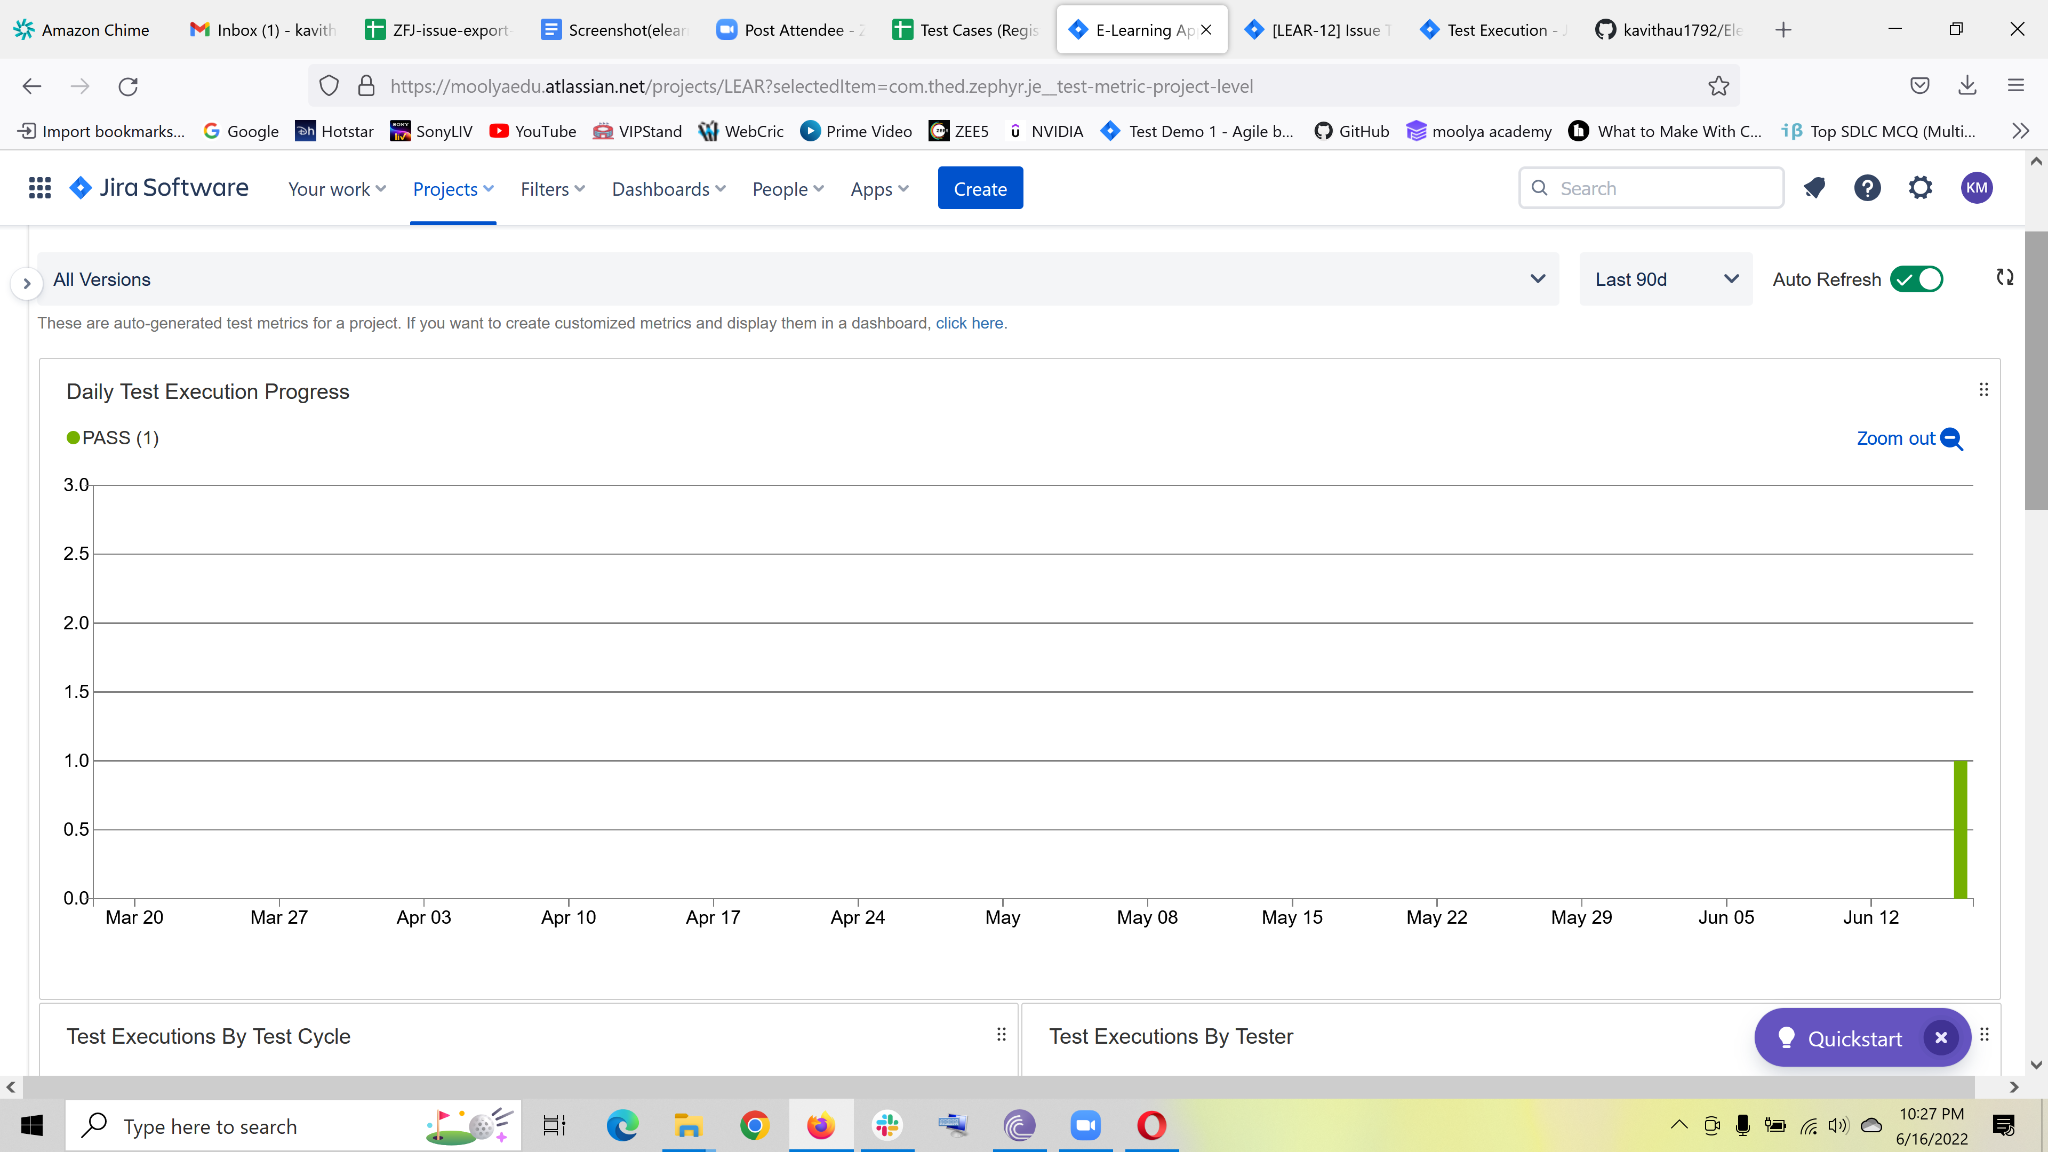 Amazon Chime
Inbox (1) - kavith
ZFJ-issue-export-
Screenshot(elear
Post Attendee - Z
Test Cases (Regis
E-Learning Ap
[LEAR-12] Issue T
Test Execution - J
kavithau1792/Ele
https://moolyaedu.atlassian.net/projects/LEAR?selectedItem=com.thed.zephyr.je__test-metric-project-level
Import bookmarks...
Google
Hotstar
SonyLIV
YouTube
VIPStand
WebCric
Prime Video
ZEE5
NVIDIA
Test Demo 1 - Agile b...
GitHub
moolya academy
What to Make With C...
Top SDLC MCQ (Multi...
Jira Software
Your work
Projects
Filters
Dashboards
People
Apps
Create
Search
KM
All Versions
Last 90d
Auto Refresh
These are auto-generated test metrics for a project. If you want to create customized metrics and display them in a dashboard, click here.
Daily Test Execution Progress
PASS (1)
Zoom out
3.0
2.5
2.0
1.5
1.0
0.5
0.0
Mar 20
Mar 27
Apr 03
Apr 10
Apr 17
Apr 24
May
May 08
May 15
May 22
May 29
Jun 05
Jun 12
Test Executions By Test Cycle
Test Executions By Tester
Quickstart
Type here to search
10:27 PM
6/16/2022